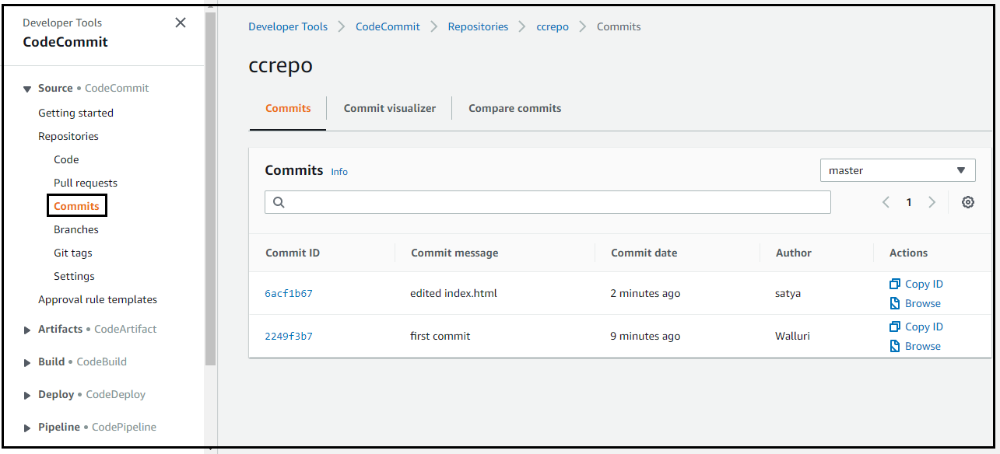 Developer Tools
CodeCommit
Source • CodeCommit
Getting started
Repositories
Code
Pull requests
Commits
Branches
Git tags
Settings
Approval rule templates
Artifacts • CodeArtifact
Build • CodeBuild
Deploy • CodeDeploy
Pipeline • CodePipeline
Developer Tools > CodeCommit > Repositories > ccrepo > Commits
ccrepo
Commits Commit visualizer Compare commits
Commits Info master
1
Commit ID Commit message Commit date Author Actions
6acf1b67 edited index.html 2 minutes ago satya Copy ID
Browse
2249f3b7 first commit 9 minutes ago Walluri Copy ID
Browse